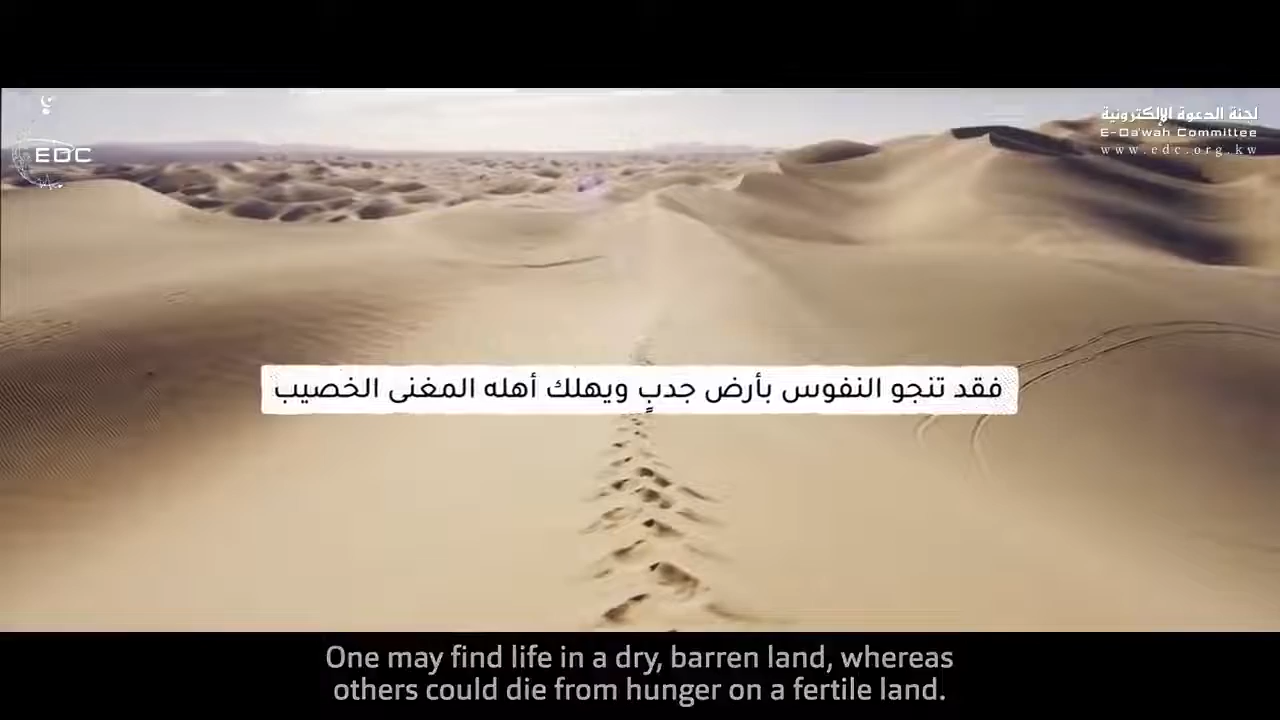 EDC
لجنة الدعوة الإلكترونية
E-Da'wah Committee
www.edc.org.kw
فقد تنجو النفوس بأرض جدبٍ ويهلك أهله المغنى الخصيب
One may find life in a dry, barren land, whereas
others could die from hunger on a fertile land.